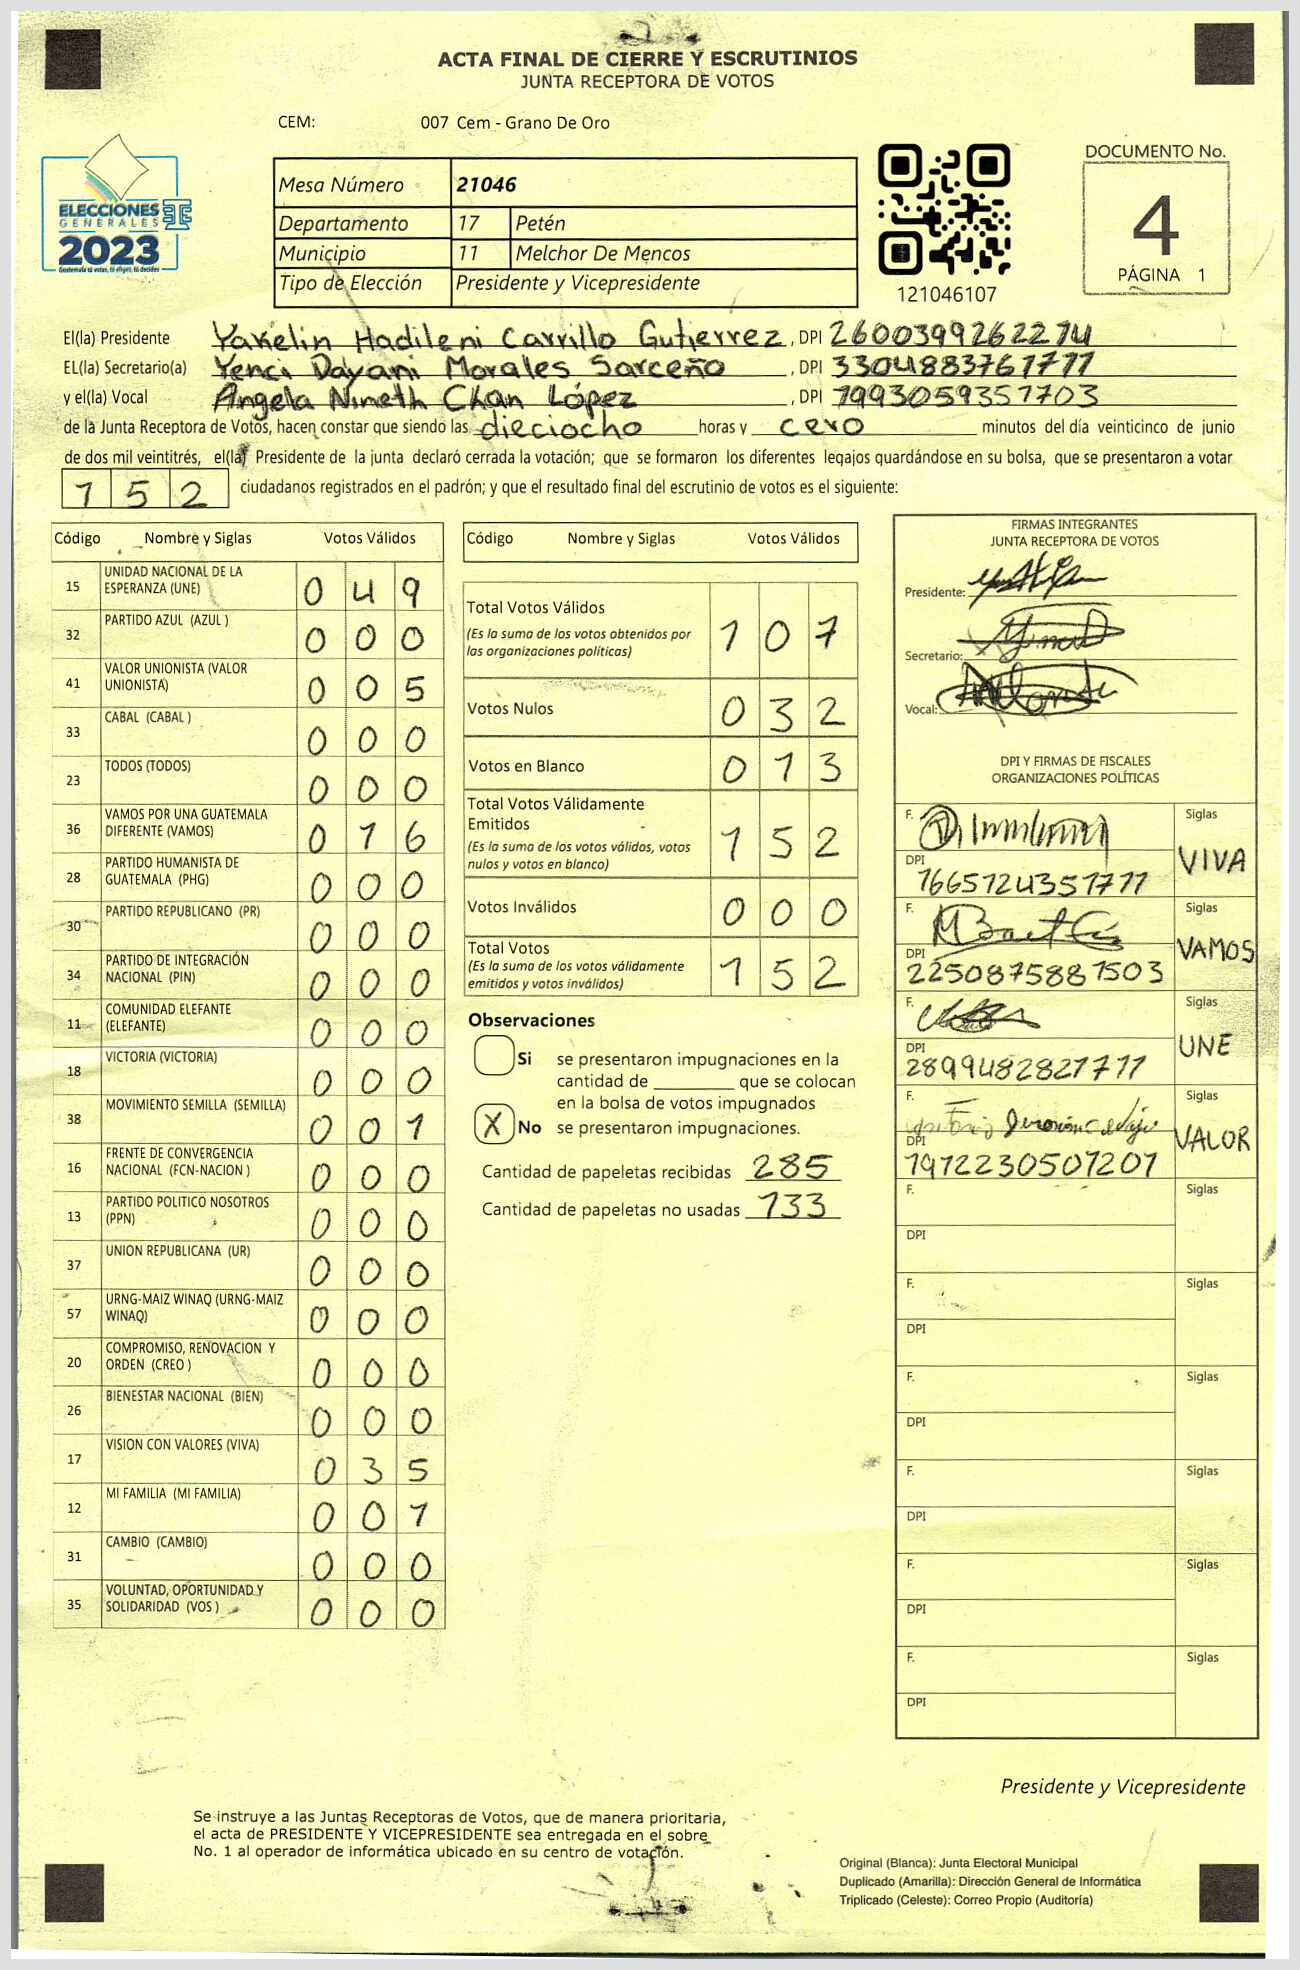 ACTA FINAL DE CIERRE Y ESCRUTINIOS
JUNTA RECEPTORA DE VOTOS
CEM: 007 Cem - Grano De Oro
ELECCIONES
GENERALES
2023
Guatemala tú votas, tú eliges, tú decides
Mesa Número 21046
Departamento 17 Petén
Municipio 11 Melchor De Mencos
Tipo de Elección Presidente y Vicepresidente
121046107
DOCUMENTO No.
4
PÁGINA 1
El(la) Presidente Yakelin Hadileni Carrillo Gutierrez, DPI 2600399262274
EL(la) Secretario(a) Yenci Dayani Morales Sarceño, DPI 3304883761711
y el(la) Vocal Angela Nineth Chan López, DPI 1993059351703
de la Junta Receptora de Votos, hacen constar que siendo las dieciocho horas y cero minutos del día veinticinco de junio
de dos mil veintitrés, el(la) Presidente de la junta declaró cerrada la votación; que se formaron los diferentes legajos quardándose en su bolsa, que se presentaron a votar
152 ciudadanos registrados en el padrón; y que el resultado final del escrutinio de votos es el siguiente:
Código Nombre y Siglas Votos Válidos
15 UNIDAD NACIONAL DE LA ESPERANZA (UNE) 0 4 9
32 PARTIDO AZUL (AZUL ) 0 0 0
41 VALOR UNIONISTA (VALOR UNIONISTA) 0 0 5
33 CABAL (CABAL ) 0 0 0
23 TODOS (TODOS) 0 0 0
36 VAMOS POR UNA GUATEMALA DIFERENTE (VAMOS) 0 1 6
28 PARTIDO HUMANISTA DE GUATEMALA (PHG) 0 0 0
30 PARTIDO REPUBLICANO (PR) 0 0 0
34 PARTIDO DE INTEGRACIÓN NACIONAL (PIN) 0 0 0
11 COMUNIDAD ELEFANTE (ELEFANTE) 0 0 0
18 VICTORIA (VICTORIA) 0 0 0
38 MOVIMIENTO SEMILLA (SEMILLA) 0 0 1
16 FRENTE DE CONVERGENCIA NACIONAL (FCN-NACION ) 0 0 0
13 PARTIDO POLITICO NOSOTROS (PPN) 0 0 0
37 UNION REPUBLICANA (UR) 0 0 0
57 URNG-MAIZ WINAQ (URNG-MAIZ WINAQ) 0 0 0
20 COMPROMISO, RENOVACION Y ORDEN (CREO ) 0 0 0
26 BIENESTAR NACIONAL (BIEN) 0 0 0
17 VISION CON VALORES (VIVA) 0 3 5
12 MI FAMILIA (MI FAMILIA) 0 0 1
31 CAMBIO (CAMBIO) 0 0 0
35 VOLUNTAD, OPORTUNIDAD Y SOLIDARIDAD (VOS ) 0 0 0
Código Nombre y Siglas Votos Válidos
Total Votos Válidos 1 0 7
(Es la suma de los votos obtenidos por
las organizaciones políticas)
Votos Nulos 0 3 2
Votos en Blanco 0 1 3
Total Votos Válidamente
Emitidos 1 5 2
(Es la suma de los votos válidos, votos
nulos y votos en blanco)
Votos Inválidos 0 0 0
Total Votos 1 5 2
(Es la suma de los votos válidamente
emitidos y votos inválidos)
Observaciones
Si se presentaron impugnaciones en la
cantidad de ________ que se colocan
en la bolsa de votos impugnados
X No se presentaron impugnaciones.
Cantidad de papeletas recibidas 285
Cantidad de papeletas no usadas 133
FIRMAS INTEGRANTES
JUNTA RECEPTORA DE VOTOS
Presidente:
Secretario:
Vocal:
DPI Y FIRMAS DE FISCALES
ORGANIZACIONES POLÍTICAS
F. Siglas
DPI 1665124351711 VIVA
F. Siglas
DPI 2250875881503 VAMOS
F. Siglas
DPI 2899482821711 UNE
F. Siglas
DPI 1912230501201 VALOR
F. Siglas
DPI
F. Siglas
DPI
F. Siglas
DPI
F. Siglas
DPI
F. Siglas
DPI
F. Siglas
DPI
Presidente y Vicepresidente
Se instruye a las Juntas Receptoras de Votos, que de manera prioritaria,
el acta de PRESIDENTE Y VICEPRESIDENTE sea entregada en el sobre
No. 1 al operador de informática ubicado en su centro de votación.
Original (Blanca): Junta Electoral Municipal
Duplicado (Amarilla): Dirección General de Informática
Triplicado (Celeste): Correo Propio (Auditoría)